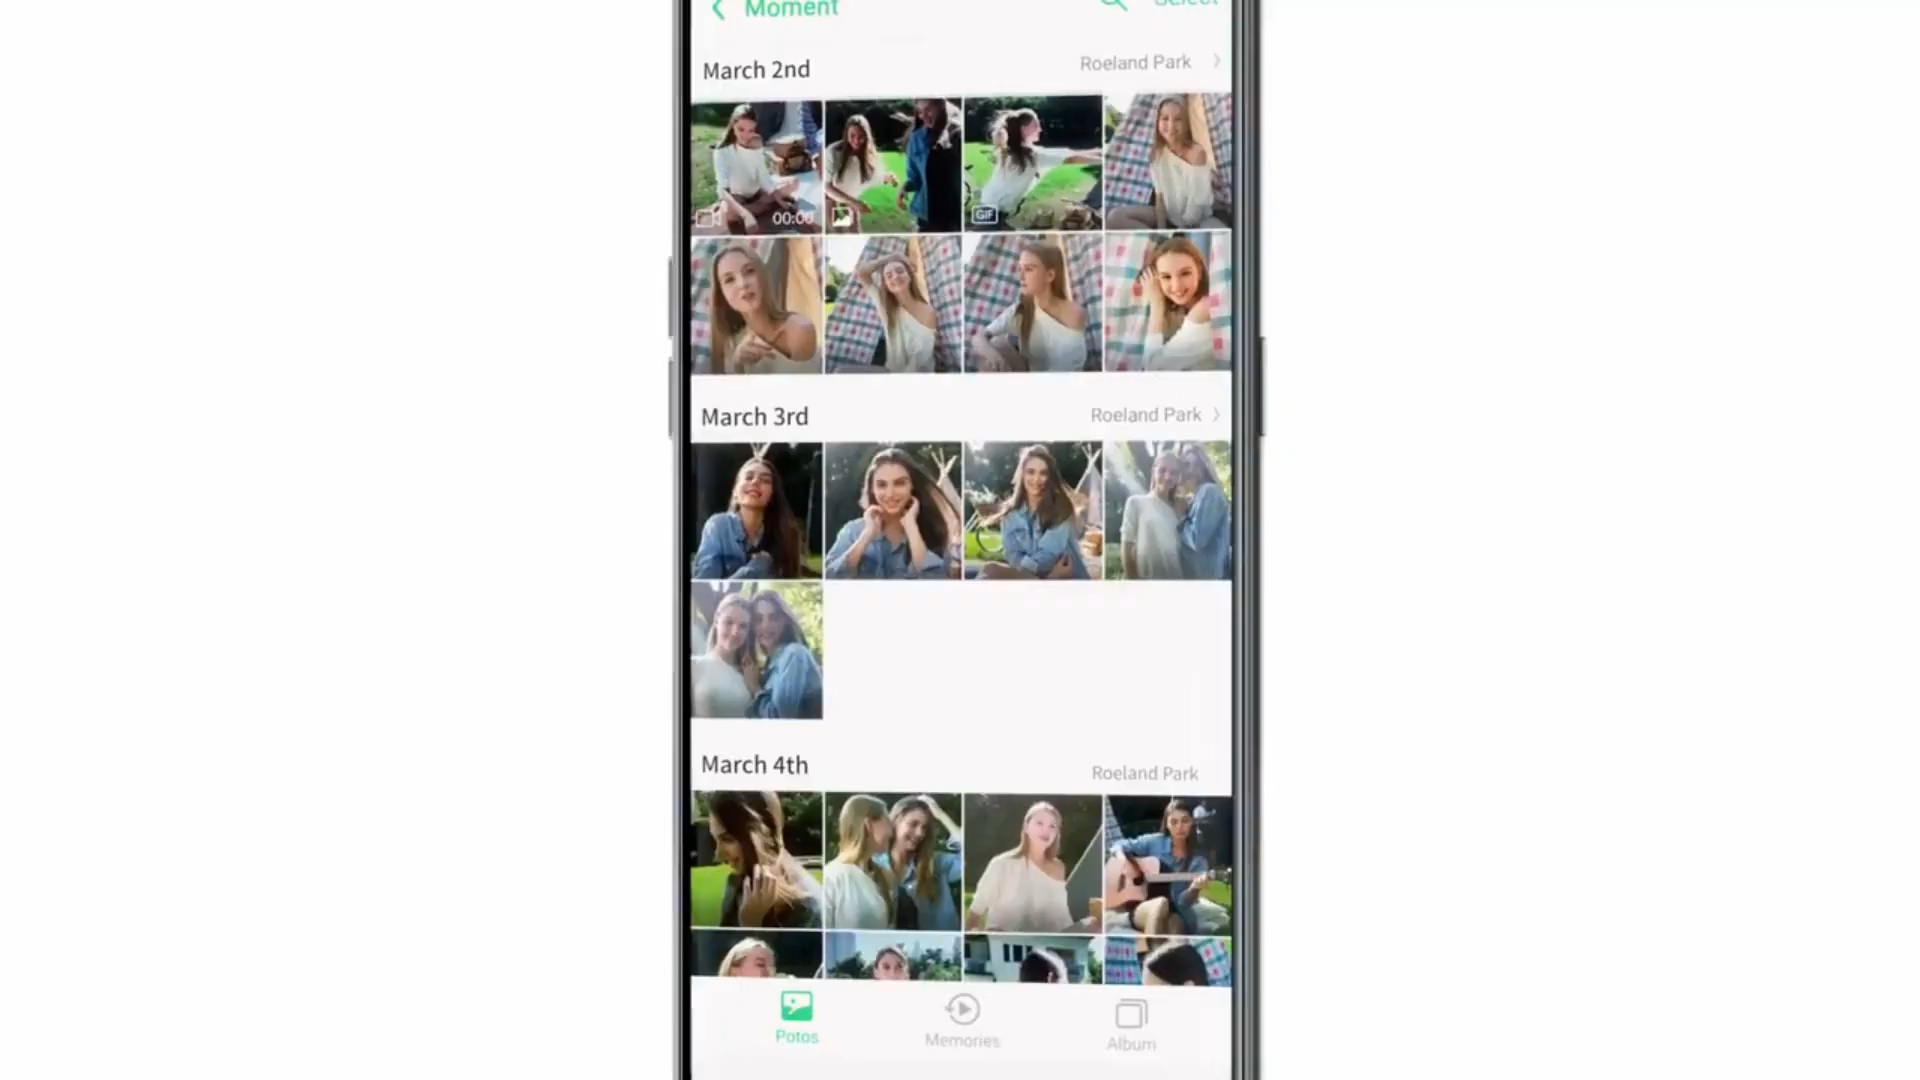 Moment
Select
March 2nd
Roeland Park
00:00
GIF
March 3rd
Roeland Park
March 4th
Roeland Park
Potos
Memories
Album